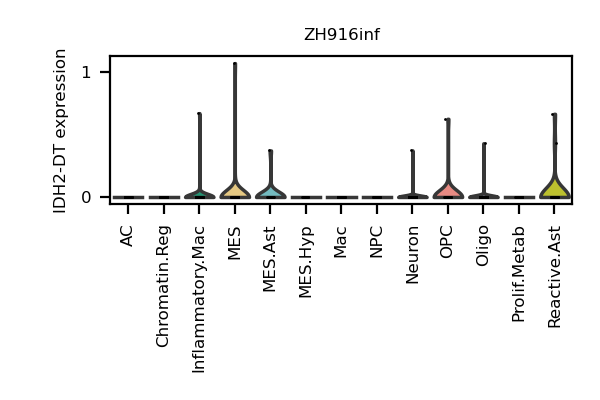 ZH916inf
IDH2-DT expression
1
0
AC
Chromatin.Reg
Inflammatory.Mac
MES
MES.Ast
MES.Hyp
Mac
NPC
Neuron
OPC
Oligo
Prolif.Metab
Reactive.Ast